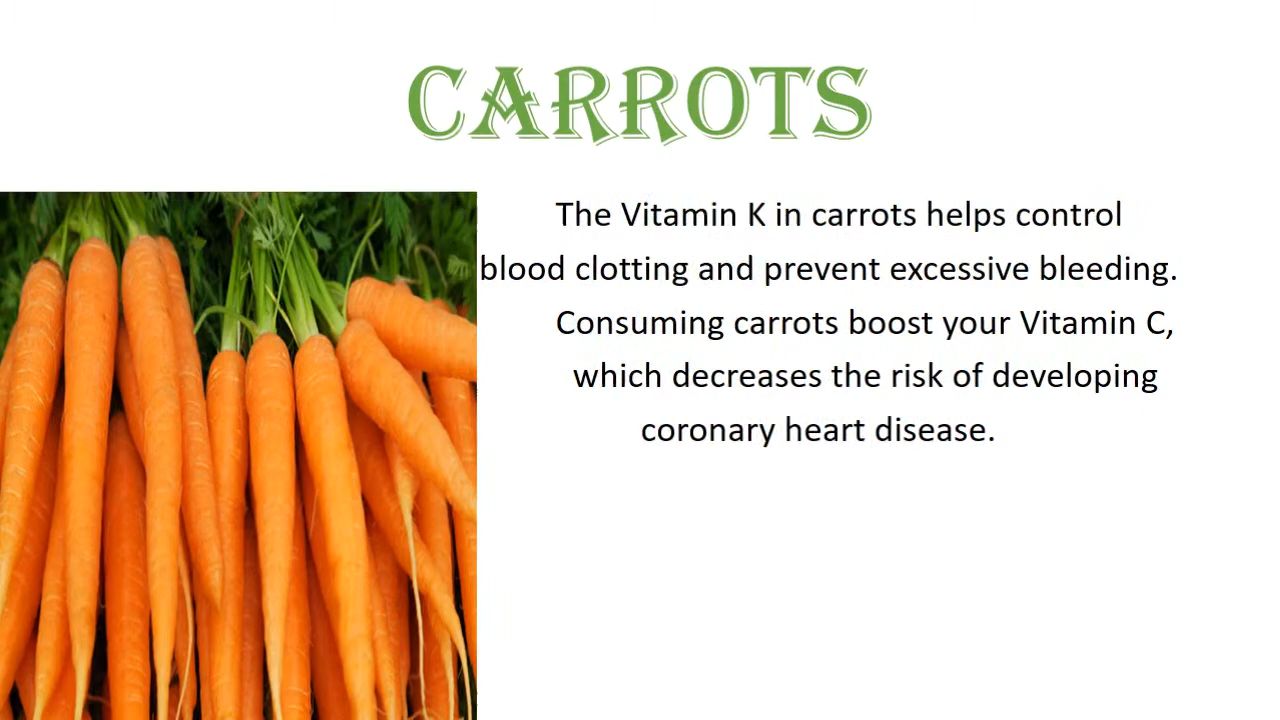 CARROTS
The Vitamin K in carrots helps control
blood clotting and prevent excessive bleeding.
Consuming carrots boost your Vitamin C,
which decreases the risk of developing
coronary heart disease.